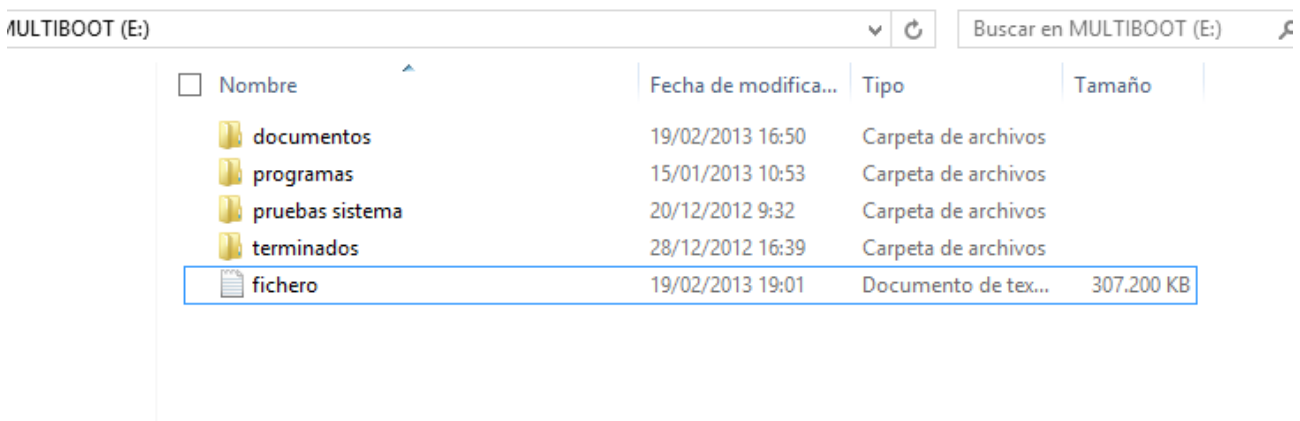 MULTIBOOT (E:) Buscar en MULTIBOOT (E:)
Nombre Fecha de modifica... Tipo Tamaño
documentos 19/02/2013 16:50 Carpeta de archivos
programas 15/01/2013 10:53 Carpeta de archivos
pruebas sistema 20/12/2012 9:32 Carpeta de archivos
terminados 28/12/2012 16:39 Carpeta de archivos
fichero 19/02/2013 19:01 Documento de tex... 307.200 KB